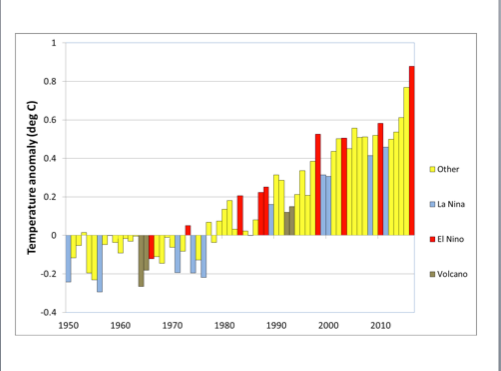 1
0.8
0.6
0.4
0.2
0
-0.2
-0.4
Temperature anomaly (deg C)
1950 1960 1970 1980 1990 2000 2010
Other
La Nina
El Nino
Volcano